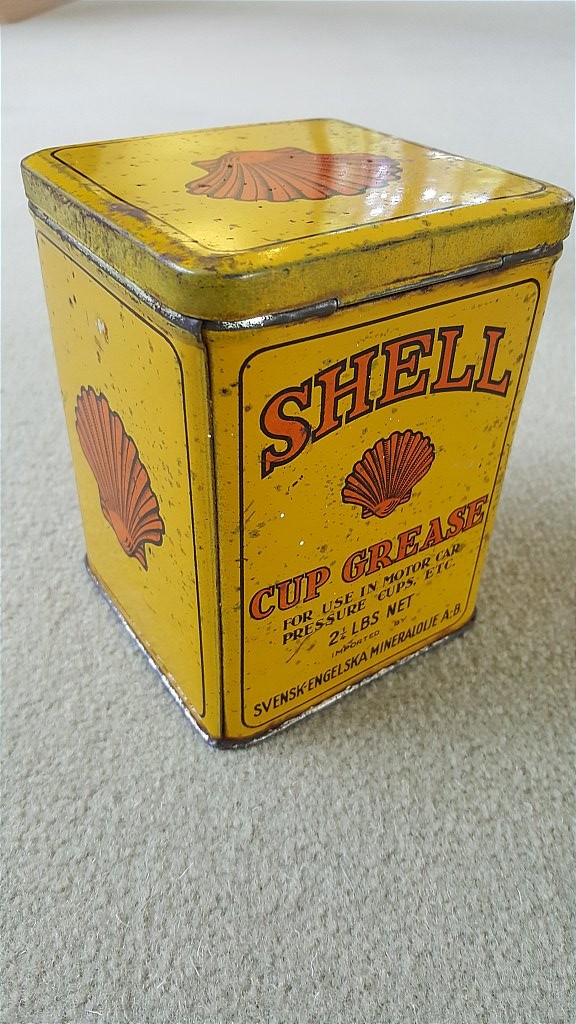 SHELL
CUP GREASE
FOR USE IN MOTOR CAR
PRESSURE CUPS, ETC.
2¼ LBS NET
IMPORTED BY
SVENSK-ENGELSKA MINERALOLJE A.-B.